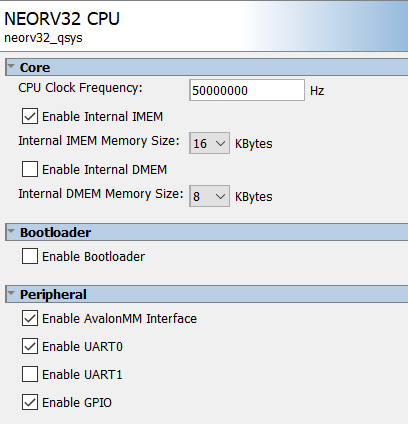 NEORV32 CPU
neorv32_qsys
Core
CPU Clock Frequency: 50000000 Hz
Enable Internal IMEM
Internal IMEM Memory Size: 16 KBytes
Enable Internal DMEM
Internal DMEM Memory Size: 8 KBytes
Bootloader
Enable Bootloader
Peripheral
Enable AvalonMM Interface
Enable UART0
Enable UART1
Enable GPIO